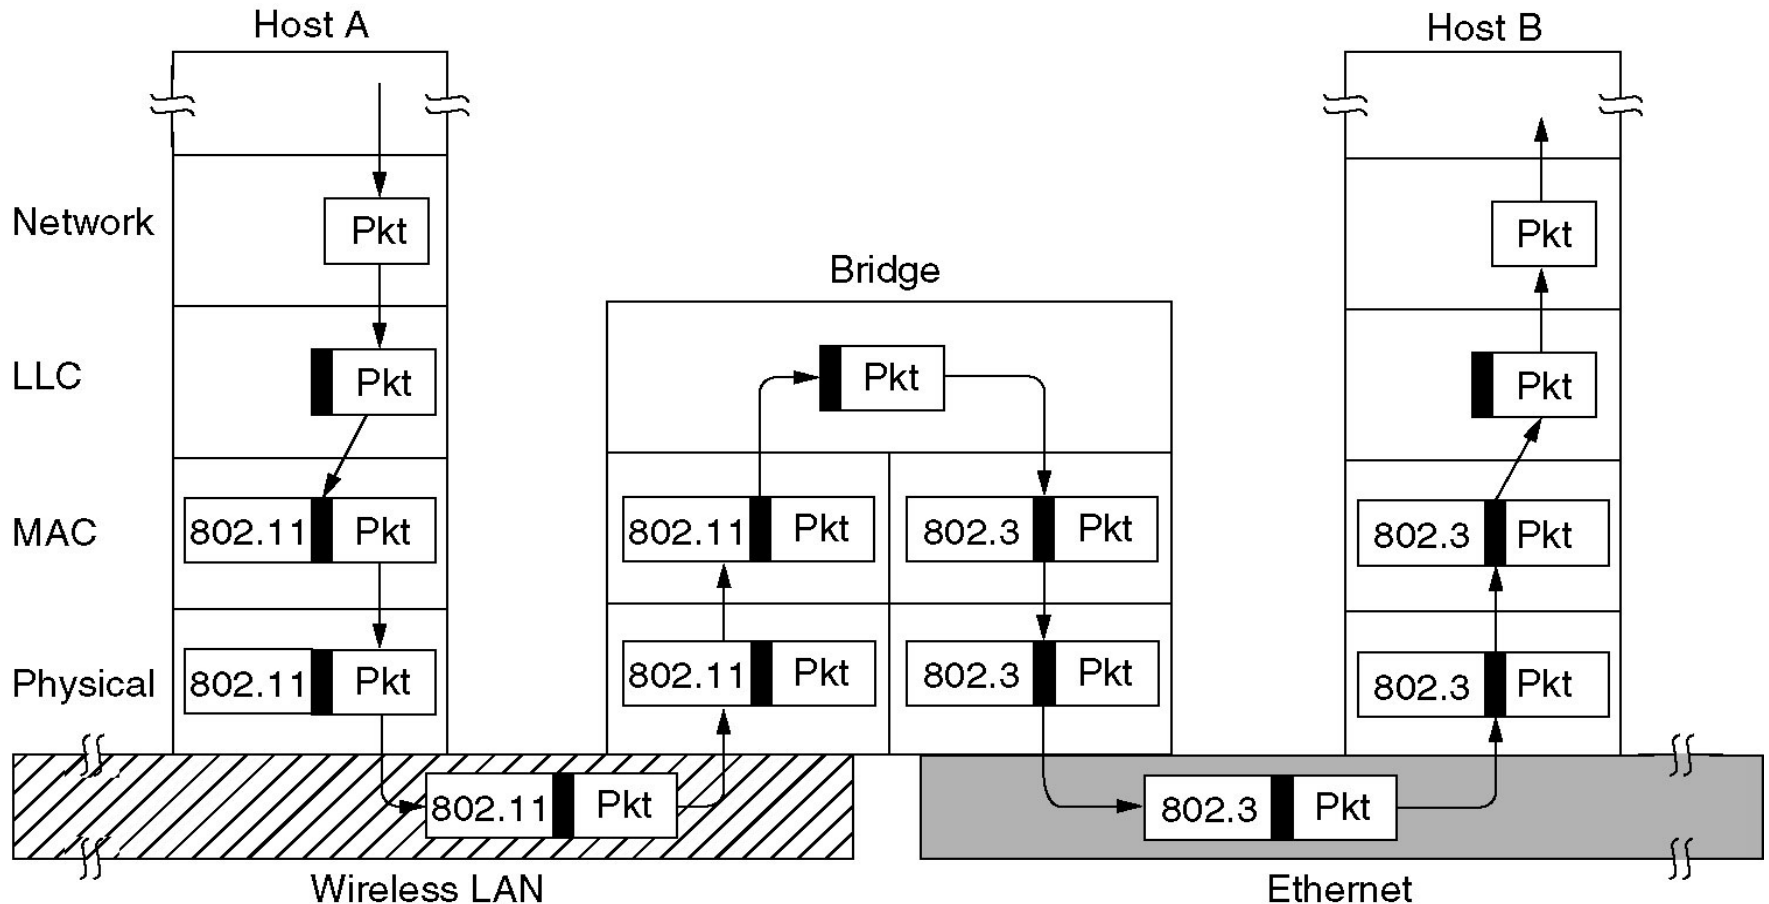 Host A
Host B
Network
Pkt
Pkt
Bridge
LLC
Pkt
Pkt
Pkt
MAC
802.11 Pkt
802.11 Pkt
802.3 Pkt
802.3 Pkt
Physical
802.11 Pkt
802.11 Pkt
802.3 Pkt
802.3 Pkt
802.11 Pkt
802.3 Pkt
Wireless LAN
Ethernet